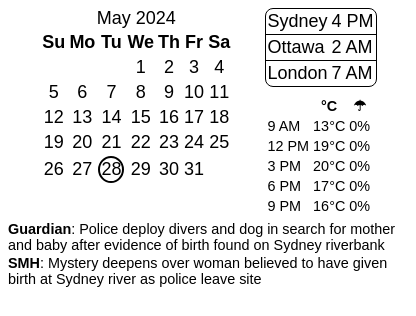 May 2024
Su Mo Tu We Th Fr Sa
1 2 3 4
5 6 7 8 9 10 11
12 13 14 15 16 17 18
19 20 21 22 23 24 25
26 27 28 29 30 31
Sydney 4 PM
Ottawa 2 AM
London 7 AM
°C ☂
9 AM 13°C 0%
12 PM 19°C 0%
3 PM 20°C 0%
6 PM 17°C 0%
9 PM 16°C 0%
Guardian: Police deploy divers and dog in search for mother
and baby after evidence of birth found on Sydney riverbank
SMH: Mystery deepens over woman believed to have given
birth at Sydney river as police leave site